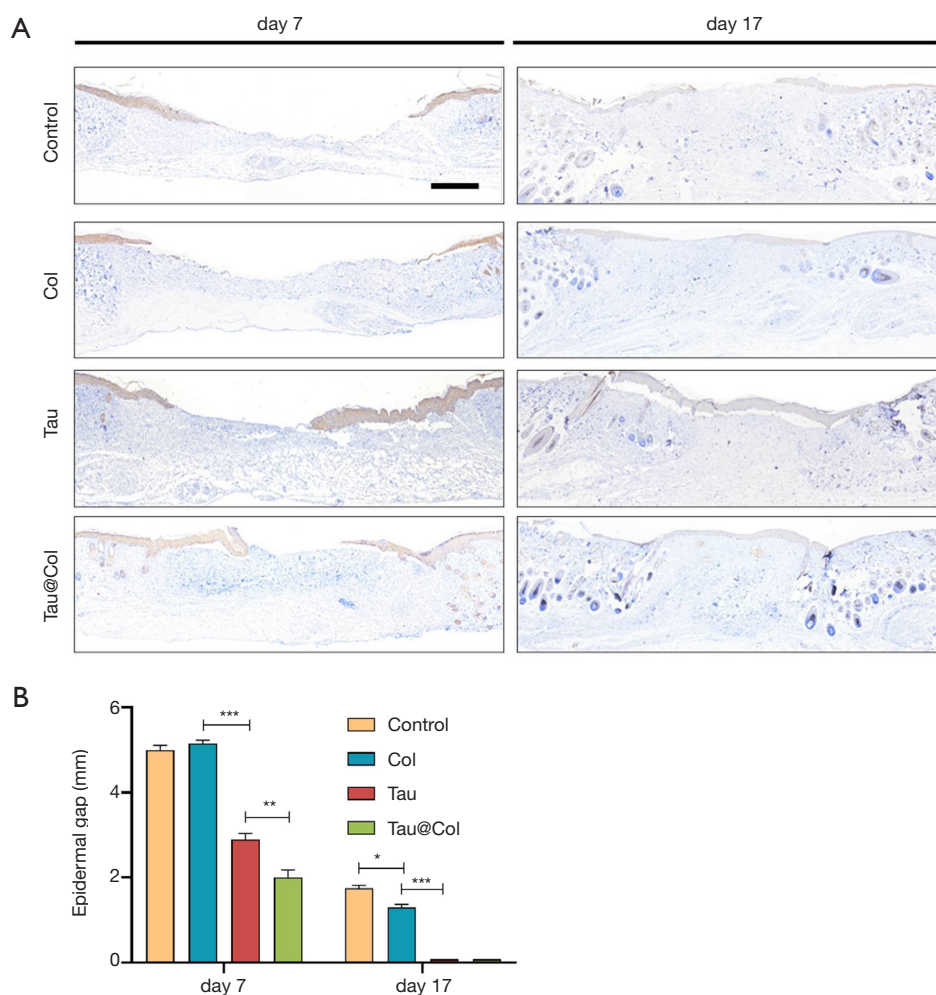 A
day 7
day 17
Control
Col
Tau
Tau@Col
B
Epidermal gap (mm)
6
4
2
0
***
**
*
***
Control
Col
Tau
Tau@Col
day 7
day 17